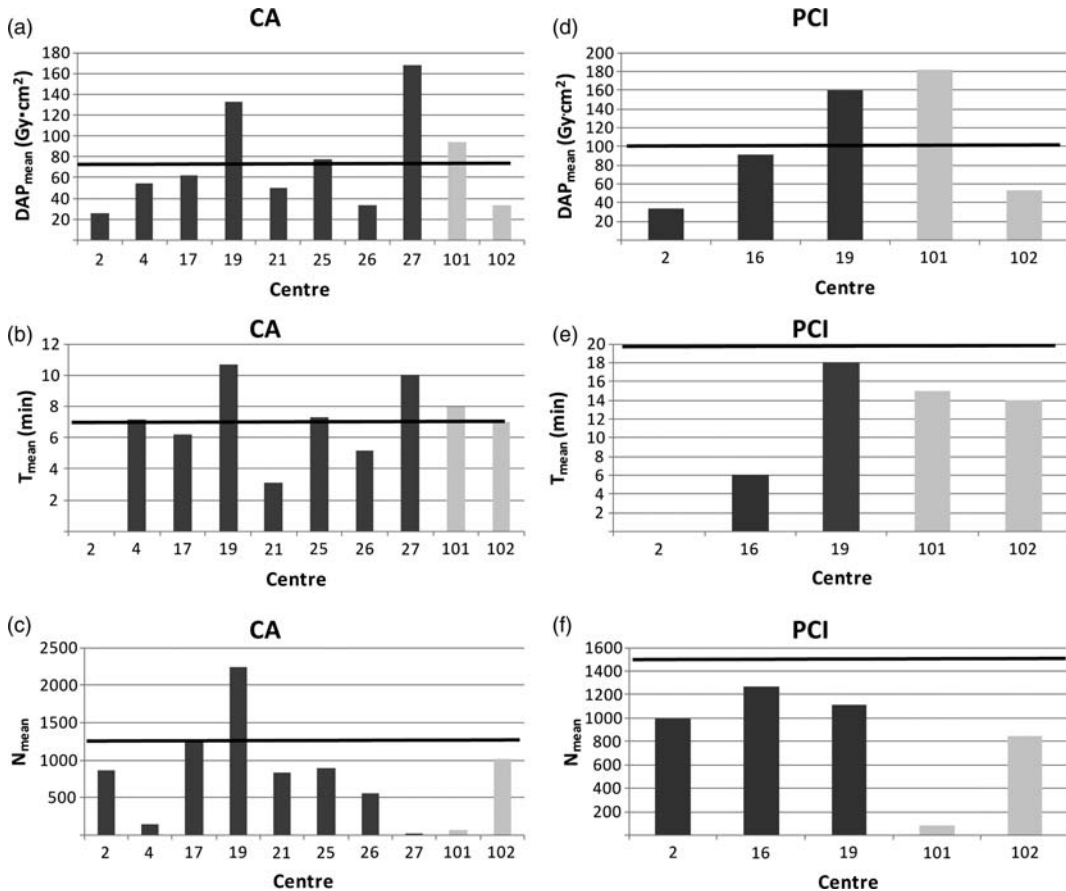 (a)
CA
DAPmean (Gy•cm²)
180
160
140
120
100
80
60
40
20
2 4 17 19 21 25 26 27 101 102
Centre
(b)
CA
Tmean (min)
12
10
8
6
4
2
2 4 17 19 21 25 26 27 101 102
Centre
(c)
CA
Nmean
2500
2000
1500
1000
500
2 4 17 19 21 25 26 27 101 102
Centre
(d)
PCI
DAPmean (Gy·cm²)
200
180
160
140
120
100
80
60
40
20
2 16 19 101 102
Centre
(e)
PCI
Tmean (min)
20
18
16
14
12
10
8
6
4
2
2 16 19 101 102
Centre
(f)
PCI
Nmean
1600
1400
1200
1000
800
600
400
200
2 16 19 101 102
Centre